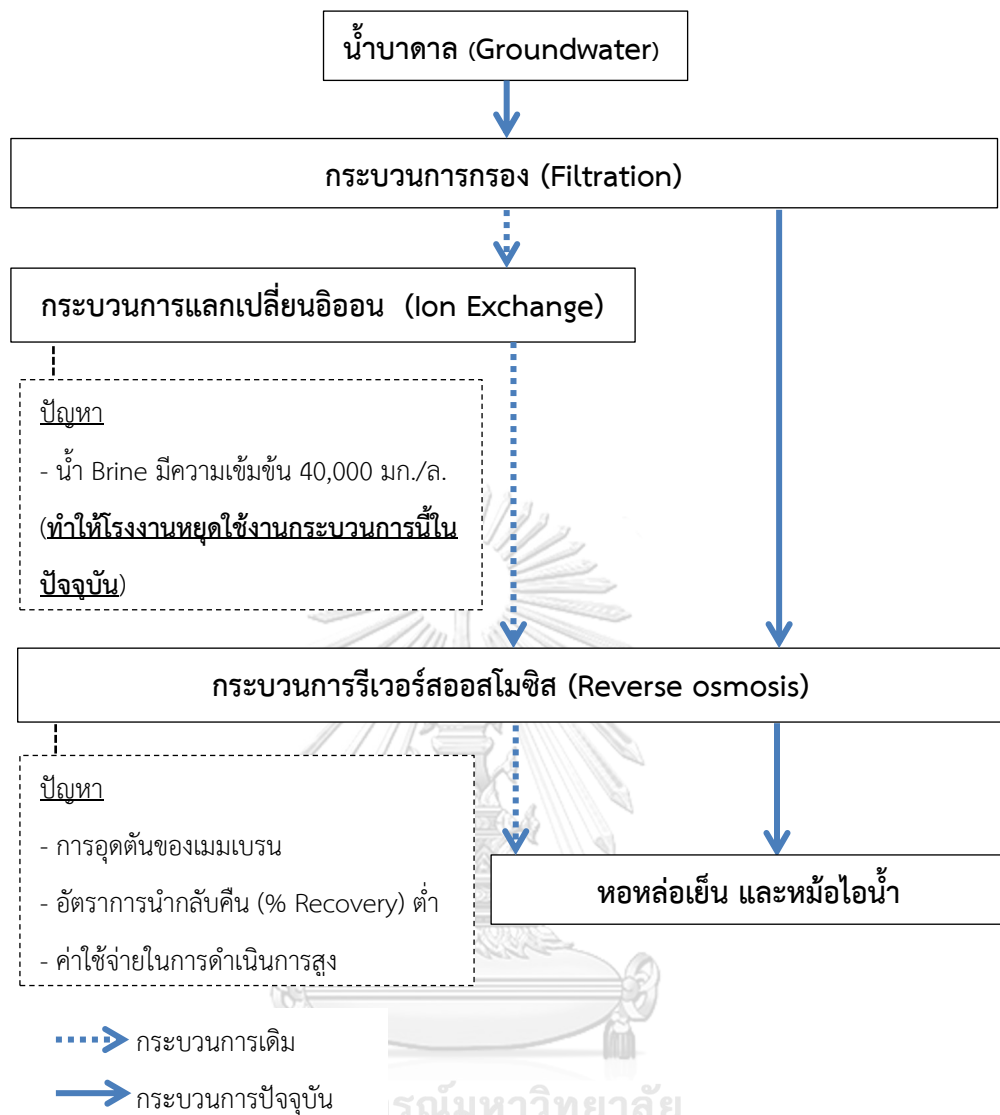 น้ำบาดาล (Groundwater)
กระบวนการกรอง (Filtration)
กระบวนการแลกเปลี่ยนอิออน (Ion Exchange)
ปัญหา
- น้ำ Brine มีความเข้มข้น 40,000 มก./ล.
(ทำให้โรงงานหยุดใช้งานกระบวนการนี้ใน
ปัจจุบัน)
กระบวนการรีเวอร์สออสโมซิส (Reverse osmosis)
ปัญหา
- การอุดตันของเมมเบรน
- อัตราการนำกลับคืน (% Recovery) ต่ำ
- ค่าใช้จ่ายในการดำเนินการสูง
หอหล่อเย็น และหม้อไอน้ำ
กระบวนการเดิม
กระบวนการปัจจุบัน
รณ์มหาวิทยาลัย